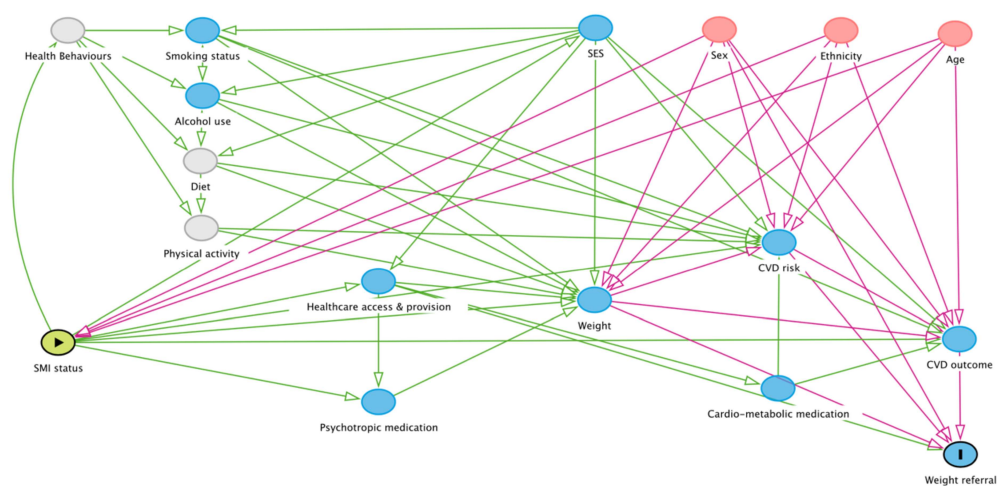 Health Behaviours
Smoking status
SES
Sex
Ethnicity
Age
Alcohol use
Diet
Physical activity
CVD risk
Healthcare access & provision
Weight
SMI status
CVD outcome
Psychotropic medication
Cardio-metabolic medication
Weight referral